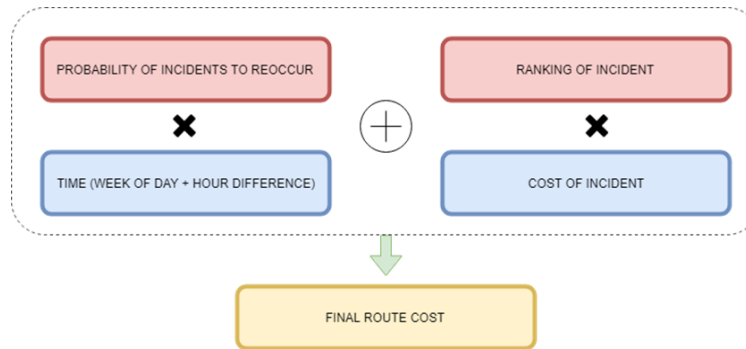 PROBABILITY OF INCIDENTS TO REOCCUR
RANKING OF INCIDENT
TIME (WEEK OF DAY + HOUR DIFFERENCE)
COST OF INCIDENT
FINAL ROUTE COST